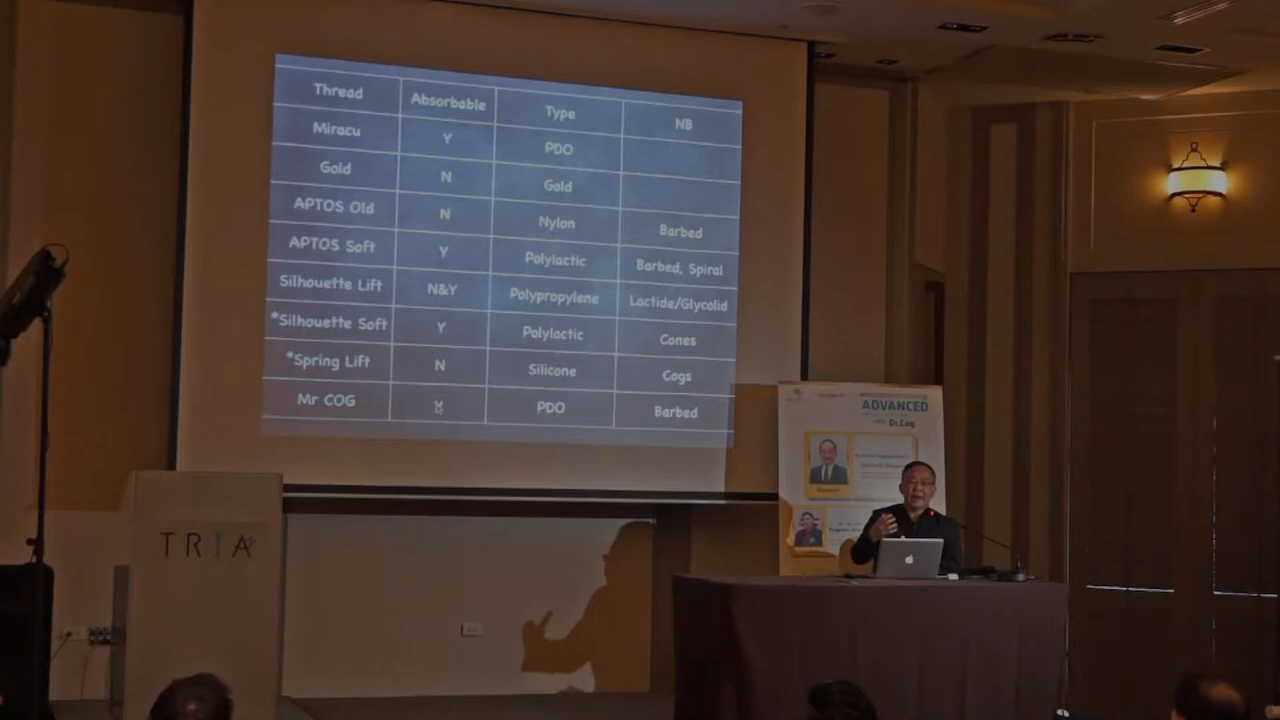 Thread Absorbable Type NB
Miracu Y PDO
Gold N Gold
APTOS Old N Nylon Barbed
APTOS Soft Y Polylactic Barbed, Spiral
Silhouette Lift N&Y Polypropylene Lactide/Glycolid
*Silhouette Soft Y Polylactic Cones
*Spring Lift N Silicone Cogs
Mr COG Y PDO Barbed
ADVANCED
Dr.Cog
TRIA